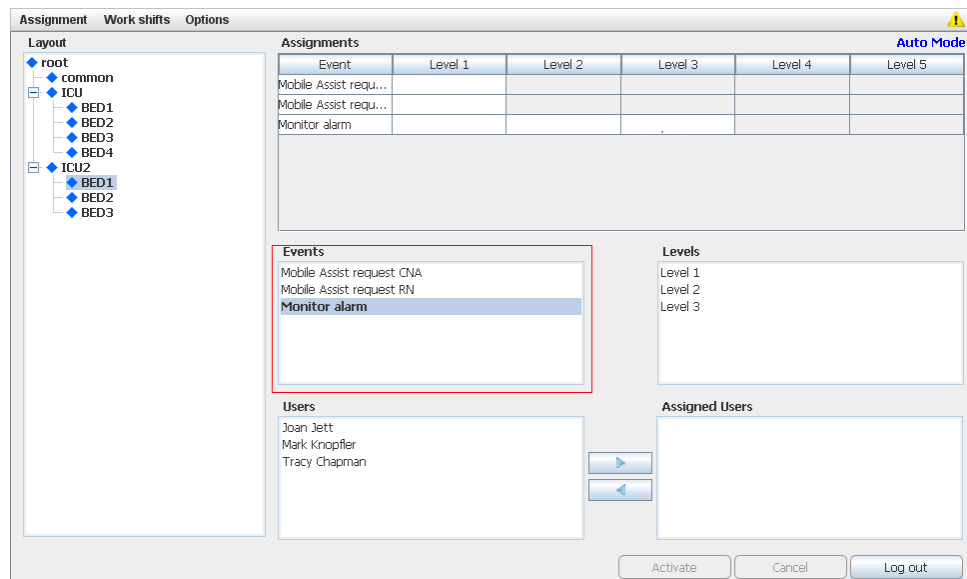 Assignment Work shifts Options
Layout
root
common
ICU
BED1
BED2
BED3
BED4
ICU2
BED1
BED2
BED3
Assignments
Auto Mode
Event Level 1 Level 2 Level 3 Level 4 Level 5
Mobile Assist requ...
Mobile Assist requ...
Monitor alarm
Events
Mobile Assist request CNA
Mobile Assist request RN
Monitor alarm
Levels
Level 1
Level 2
Level 3
Users
Joan Jett
Mark Knopfler
Tracy Chapman
Assigned Users
Activate Cancel Log out